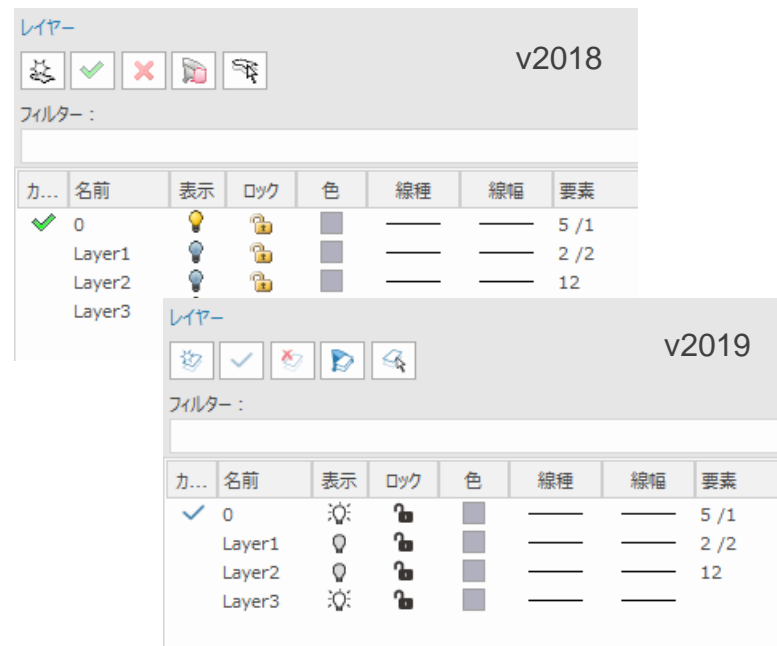 レイヤー
v2018
フィルター：
カ... 名前 表示 ロック 色 線種 線幅 要素
0 5 /1
Layer1 2 /2
Layer2 12
Layer3
レイヤー
v2019
フィルター：
カ... 名前 表示 ロック 色 線種 線幅 要素
0 5 /1
Layer1 2 /2
Layer2 12
Layer3